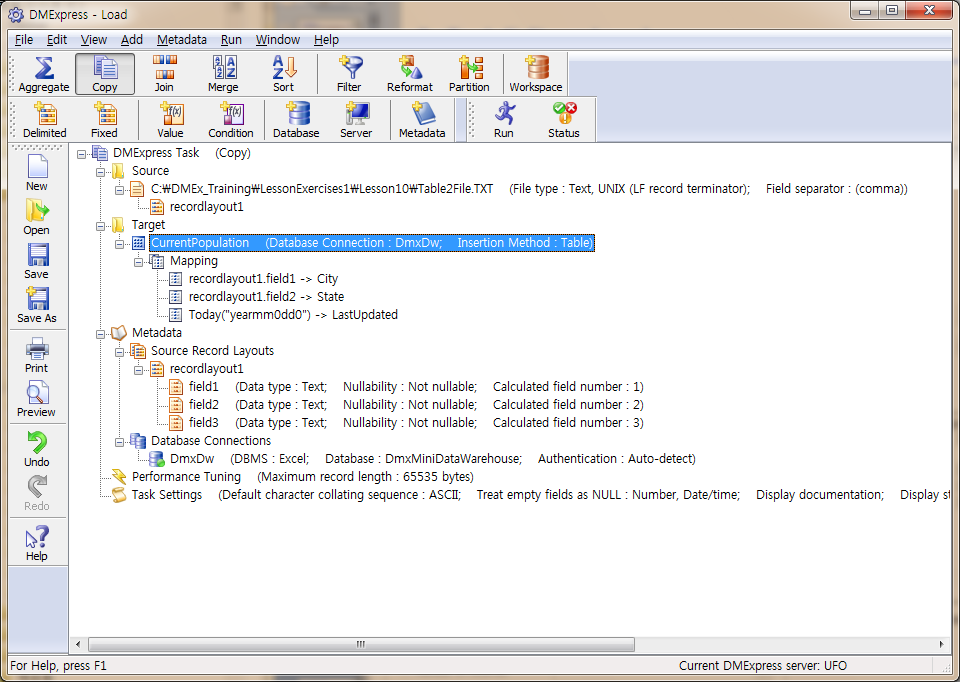 DMExpress - Load
File Edit View Add Metadata Run Window Help
Aggregate Copy Join Merge Sort Filter Reformat Partition Workspace
Delimited Fixed Value Condition Database Server Metadata Run Status
New
Open
Save
Save As
Print
Preview
Undo
Redo
Help
DMExpress Task (Copy)
Source
C:₩DMEx_Training₩LessonExercises1₩Lesson10₩Table2File.TXT (File type : Text, UNIX (LF record terminator); Field separator : (comma))
recordlayout1
Target
CurrentPopulation (Database Connection : DmxDw; Insertion Method : Table)
Mapping
recordlayout1.field1 -> City
recordlayout1.field2 -> State
Today("yearmm0dd0") -> LastUpdated
Metadata
Source Record Layouts
recordlayout1
field1 (Data type : Text; Nullability : Not nullable; Calculated field number : 1)
field2 (Data type : Text; Nullability : Not nullable; Calculated field number : 2)
field3 (Data type : Text; Nullability : Not nullable; Calculated field number : 3)
Database Connections
DmxDw (DBMS : Excel; Database : DmxMiniDataWarehouse; Authentication : Auto-detect)
Performance Tuning (Maximum record length : 65535 bytes)
Task Settings (Default character collating sequence : ASCII; Treat empty fields as NULL : Number, Date/time; Display documentation; Display st
For Help, press F1
Current DMExpress server: UFO